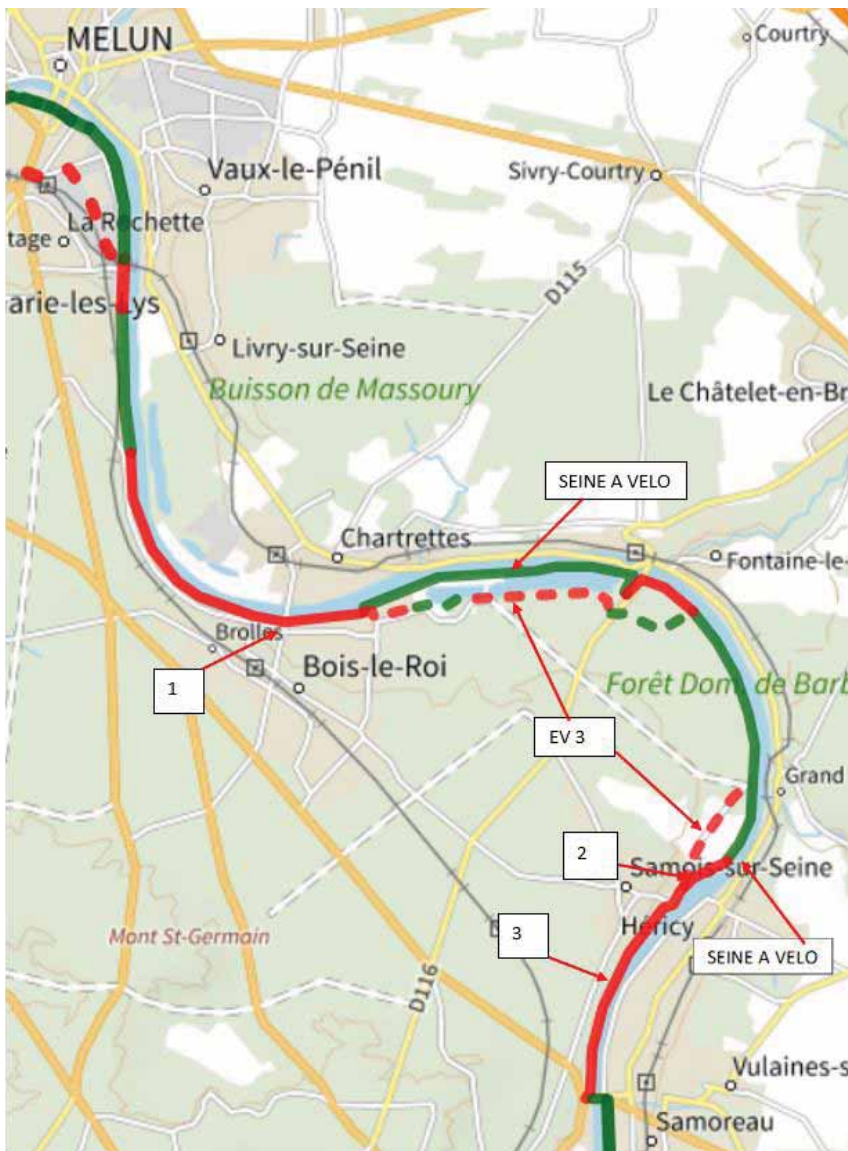 MELUN
Courtry
Vaux-le-Pénil
Sivry-Courtry
La Rochette
tage
arie-les-Lys
D115
Livry-sur-Seine
Buisson de Massoury
Le Châtelet-en-Br
SEINE A VELO
Chartrettes
Fontaine-le-
Brolles
Bois-le-Roi
1
Forêt Dom. de Barb
EV 3
Grand
2
Samois-sur-Seine
Héricy
3
Mont St-Germain
SEINE A VELO
D116
Vulaines-s
Samoreau